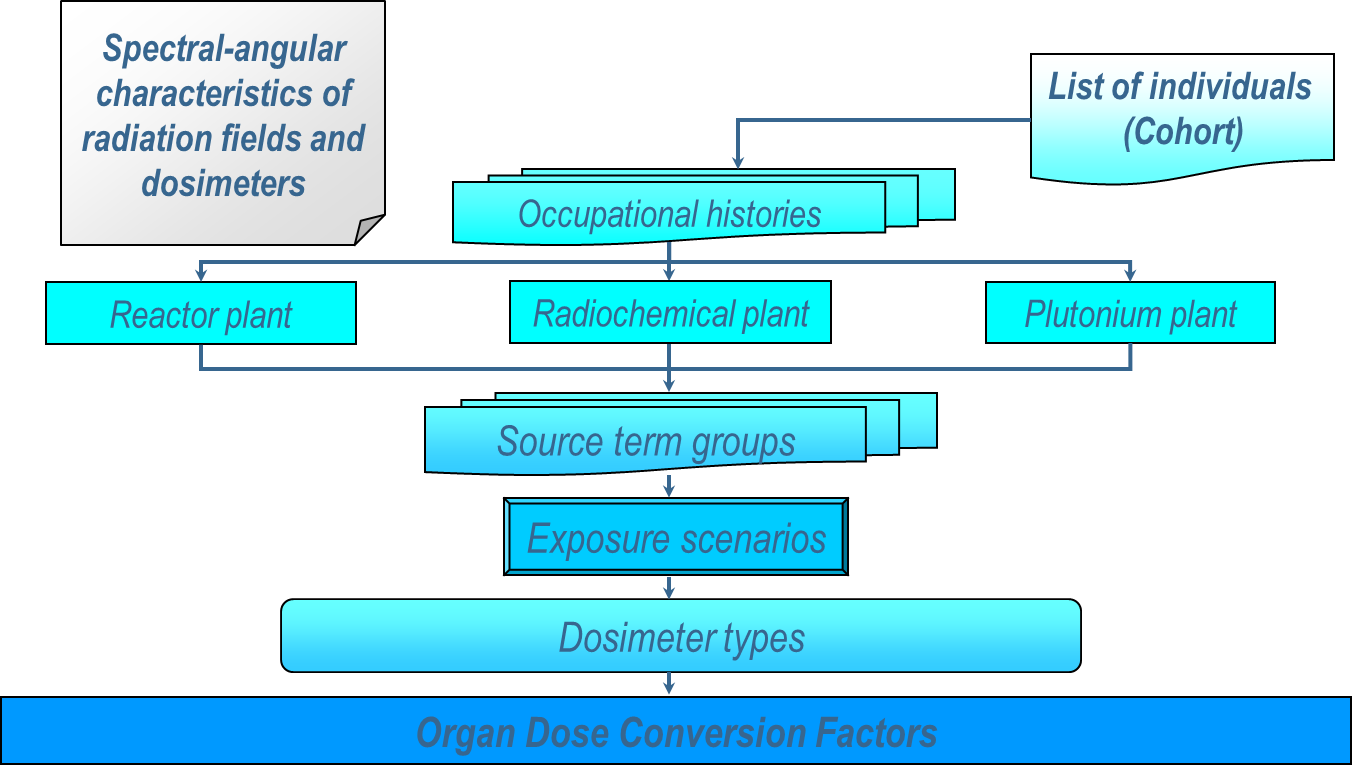 Spectral-angular
characteristics of
radiation fields and
dosimeters
List of individuals
(Cohort)
Occupational histories
Reactor plant
Radiochemical plant
Plutonium plant
Source term groups
Exposure scenarios
Dosimeter types
Organ Dose Conversion Factors